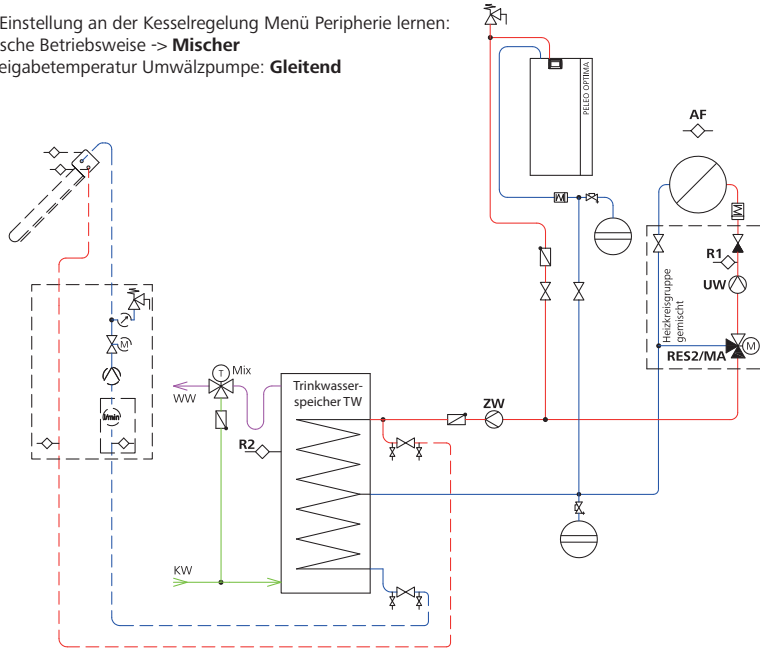 Einstellung an der Kesselregelung Menü Peripherie lernen:
sche Betriebsweise -> Mischer
eigabetemperatur Umwälzpumpe: Gleitend
PELEO OPTIMA
AF
R1
UW
Heizkreisgruppe
gemischt
RES2/MA
M
M
l/min
T
Mix
WW
Trinkwasser-
speicher TW
ZW
R2
KW